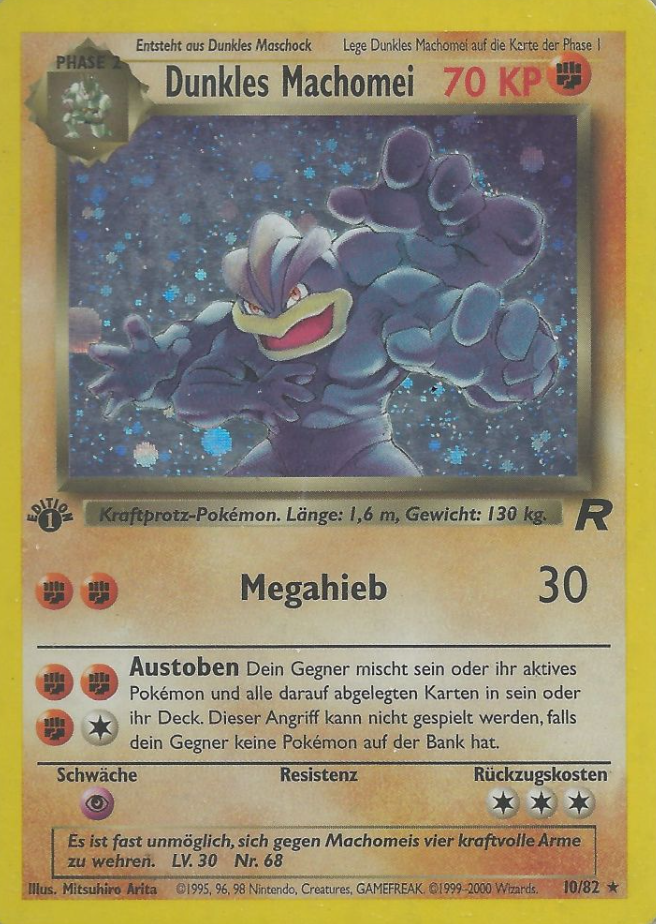 Entsteht aus Dunkles Maschock Lege Dunkles Machomei auf die Karte der Phase 1
PHASE 2
Dunkles Machomei 70 KP
EDITION
1
Kraftprotz-Pokémon. Länge: 1,6 m, Gewicht: 130 kg.
R
Megahieb 30
Austoben Dein Gegner mischt sein oder ihr aktives
Pokémon und alle darauf abgelegten Karten in sein oder
ihr Deck. Dieser Angriff kann nicht gespielt werden, falls
dein Gegner keine Pokémon auf der Bank hat.
Schwäche Resistenz Rückzugskosten
Es ist fast unmöglich, sich gegen Machomeis vier kraftvolle Arme
zu wehren. LV. 30 Nr. 68
Illus. Mitsuhiro Arita ©1995, 96, 98 Nintendo, Creatures, GAMEFREAK. ©1999-2000 Wizards. 10/82 ★